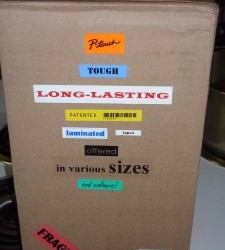 P-touch
TOUGH
LONG-LASTING
PATENTED
laminated
offered
in various sizes
and colours!
FRAG